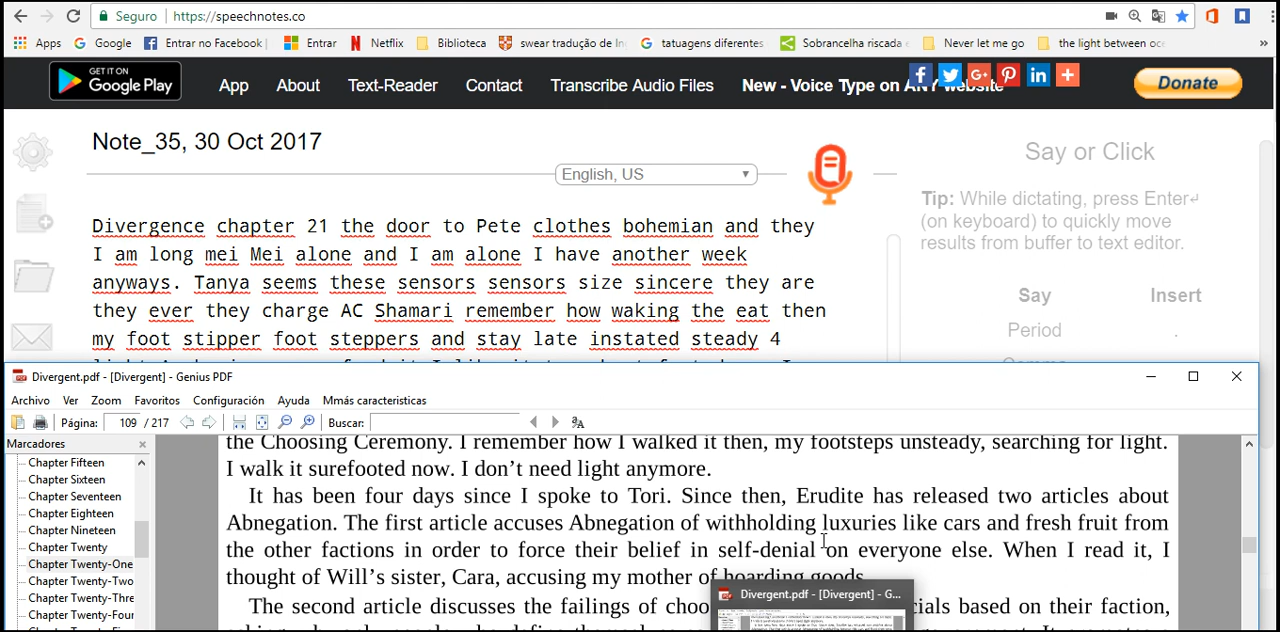 Seguro https://speechnotes.co
Apps Google Entrar no Facebook Entrar Netflix Biblioteca swear tradução de In tatuagens diferentes Sobrancelha riscada Never let me go the light between oce »
GET IT ON
Google Play
App About Text-Reader Contact Transcribe Audio Files New - Voice Type on ANY website Donate
Note_35, 30 Oct 2017
English, US
Say or Click
Tip: While dictating, press Enter↵
(on keyboard) to quickly move
results from buffer to text editor.
Say Insert
Period .
Divergence chapter 21 the door to Pete clothes bohemian and they
I am long mei Mei alone and I am alone I have another week
anyways. Tanya seems these sensors sensors size sincere they are
they ever they charge AC Shamari remember how waking the eat then
my foot stipper foot steppers and stay late instated steady 4
Divergent.pdf - [Divergent] - Genius PDF
Archivo Ver Zoom Favoritos Configuración Ayuda Mmás caracteristicas
Página: 109 / 217 Buscar:
Marcadores
Chapter Fifteen
Chapter Sixteen
Chapter Seventeen
Chapter Eighteen
Chapter Nineteen
Chapter Twenty
Chapter Twenty-One
Chapter Twenty-Two
Chapter Twenty-Thre
Chapter Twenty-Four
the Choosing Ceremony. I remember how I walked it then, my footsteps unsteady, searching for light.
I walk it surefooted now. I don’t need light anymore.
It has been four days since I spoke to Tori. Since then, Erudite has released two articles about
Abnegation. The first article accuses Abnegation of withholding luxuries like cars and fresh fruit from
the other factions in order to force their belief in self-denial on everyone else. When I read it, I
thought of Will’s sister, Cara, accusing my mother of hoarding goods.
The second article discusses the failings of choo cials based on their faction,
Divergent.pdf - [Divergent] - G...